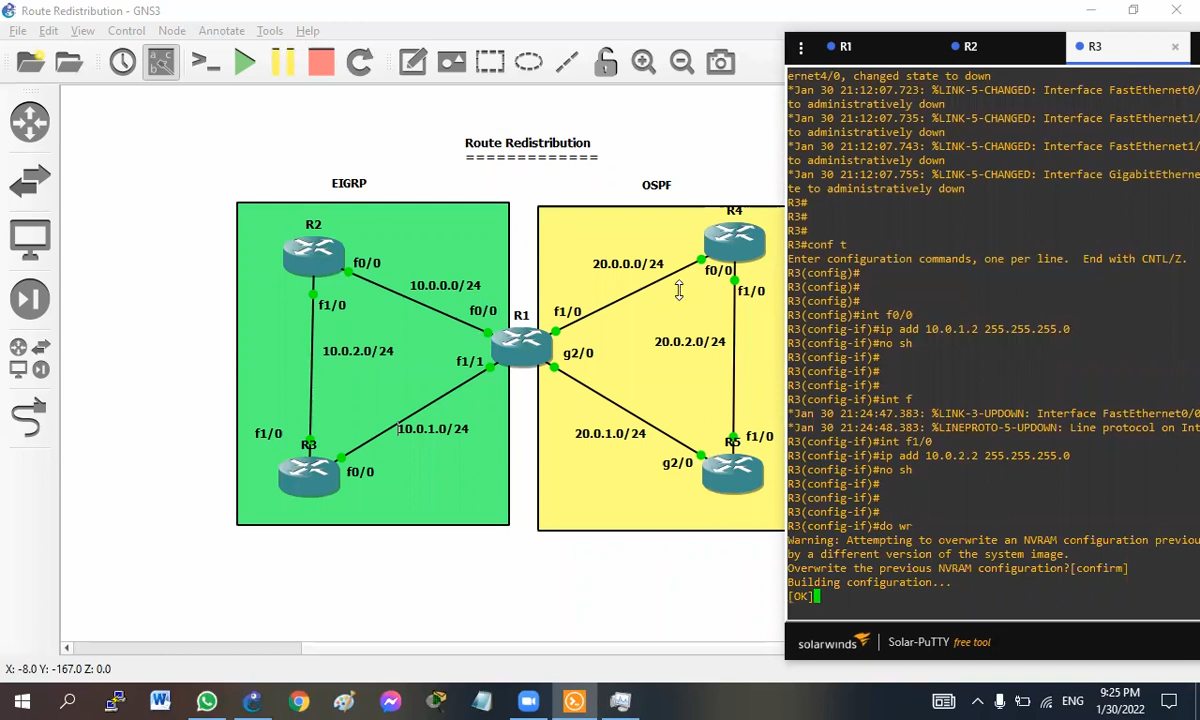 Route Redistribution - GNS3
File Edit View Control Node Annotate Tools Help
Route Redistribution
=============
EIGRP
OSPF
R2
f0/0
f1/0
10.0.0.0/24
f0/0
R1
f1/0
20.0.0.0/24
R4
f0/0
f1/0
10.0.2.0/24
f1/1
g2/0
20.0.2.0/24
10.0.1.0/24
20.0.1.0/24
f1/0
R3
f0/0
g2/0
R5
f1/0
R1 R2 R3
ernet4/0, changed state to down
*Jan 30 21:12:07.723: %LINK-5-CHANGED: Interface FastEthernet0/
to administratively down
*Jan 30 21:12:07.735: %LINK-5-CHANGED: Interface FastEthernet1/
to administratively down
*Jan 30 21:12:07.743: %LINK-5-CHANGED: Interface FastEthernet1/
to administratively down
*Jan 30 21:12:07.755: %LINK-5-CHANGED: Interface GigabitEtherne
te to administratively down
R3#
R3#
R3#
R3#conf t
Enter configuration commands, one per line.  End with CNTL/Z.
R3(config)#
R3(config)#
R3(config)#
R3(config)#int f0/0
R3(config-if)#ip add 10.0.1.2 255.255.255.0
R3(config-if)#no sh
R3(config-if)#
R3(config-if)#
R3(config-if)#
R3(config-if)#int f
*Jan 30 21:24:47.383: %LINK-3-UPDOWN: Interface FastEthernet0/0
*Jan 30 21:24:48.383: %LINEPROTO-5-UPDOWN: Line protocol on Int
R3(config-if)#int f1/0
R3(config-if)#ip add 10.0.2.2 255.255.255.0
R3(config-if)#no sh
R3(config-if)#
R3(config-if)#
R3(config-if)#
R3(config-if)#do wr
Warning: Attempting to overwrite an NVRAM configuration previou
by a different version of the system image.
Overwrite the previous NVRAM configuration?[confirm]
Building configuration...
[OK]
solarwinds | Solar-PuTTY free tool
X: -8.0 Y: -167.0 Z: 0.0
ENG
9:25 PM
1/30/2022